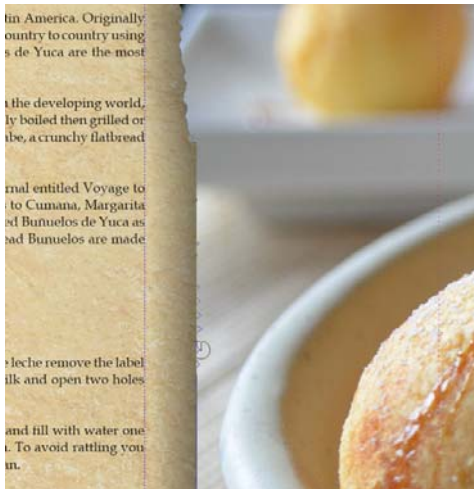 tin America. Originally
ountry to country using
s de Yuca are the most
the developing world,
ly boiled then grilled or
abe, a crunchy flatbread
rnal entitled Voyage to
to Cumana, Margarita
ed Buñuelos de Yuca as
ead Bunuelos are made
e leche remove the label
ilk and open two holes
and fill with water one
. To avoid rattling you
an.